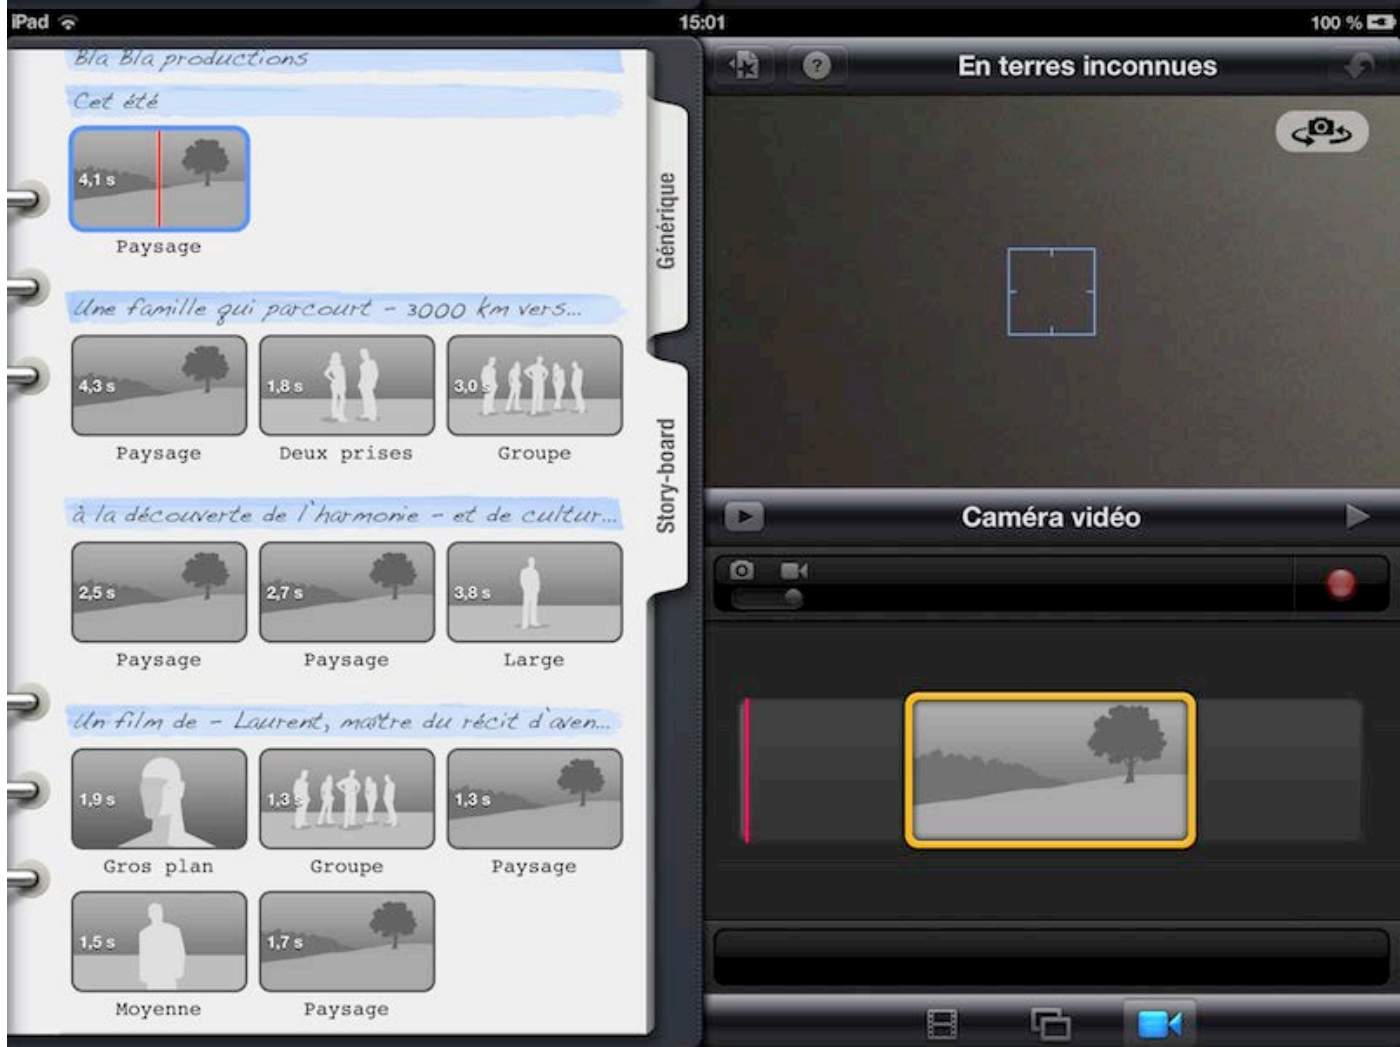 iPad
15:01
100 %
Bla Bla productions
Cet été
4,1 s
Paysage
Une famille qui parcourt - 3000 km vers...
4,3 s
1,8 s
3,0 s
Paysage
Deux prises
Groupe
à la découverte de l'harmonie - et de cultur...
2,5 s
2,7 s
3,8 s
Paysage
Paysage
Large
Un film de - Laurent, maître du récit d'aven...
1,9 s
1,3 s
1,3 s
Gros plan
Groupe
Paysage
1,5 s
1,7 s
Moyenne
Paysage
Générique
Story-board
?
En terres inconnues
Caméra vidéo